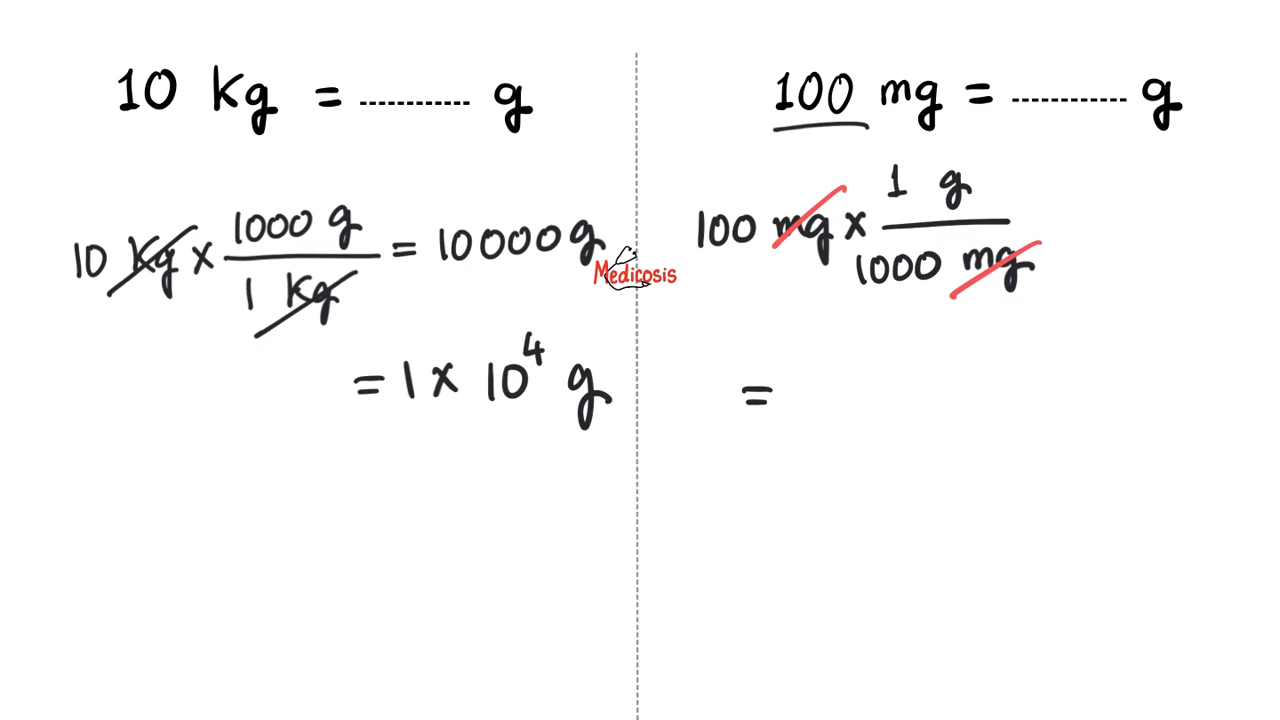 10 Kg = ............ g
10 Kg x 1000 g / 1 Kg = 10000 g
= 1 x 10^4 g
Medicosis
100 mg = ............. g
100 mg x 1 g / 1000 mg
=